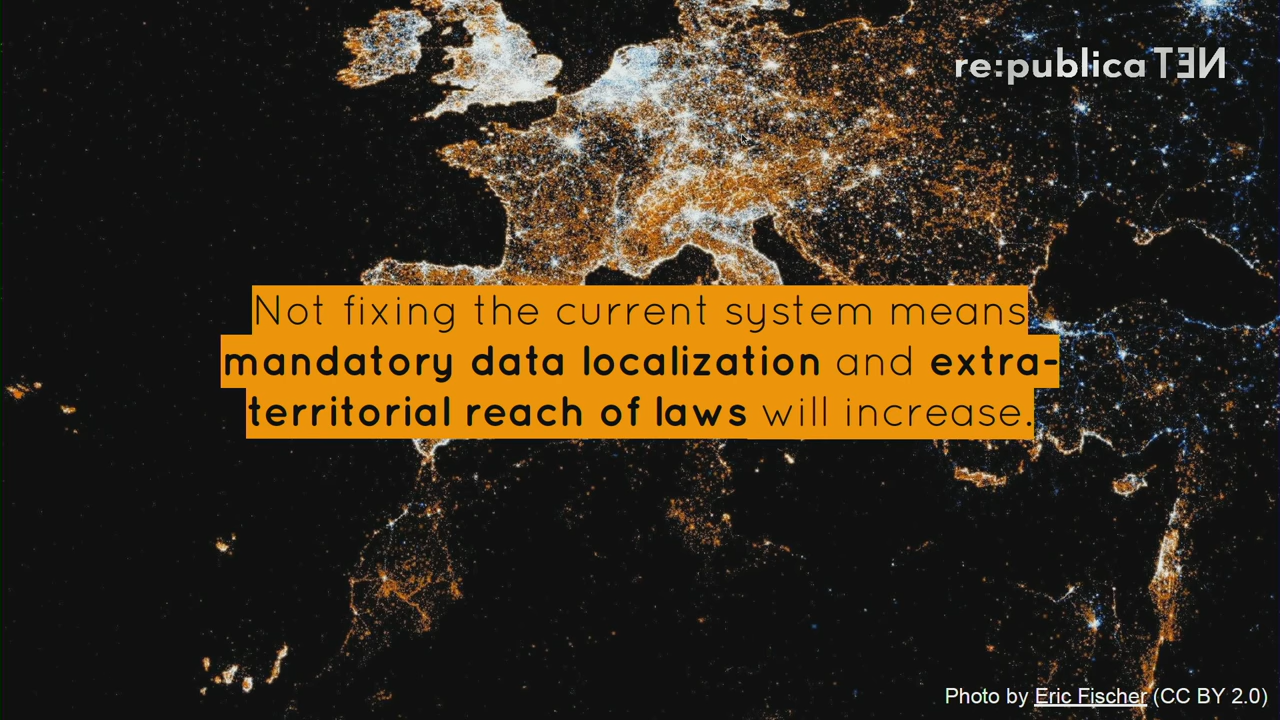 re:publica TEN
Not fixing the current system means
mandatory data localization and extra-
territorial reach of laws will increase.
Photo by Eric Fischer (CC BY 2.0)